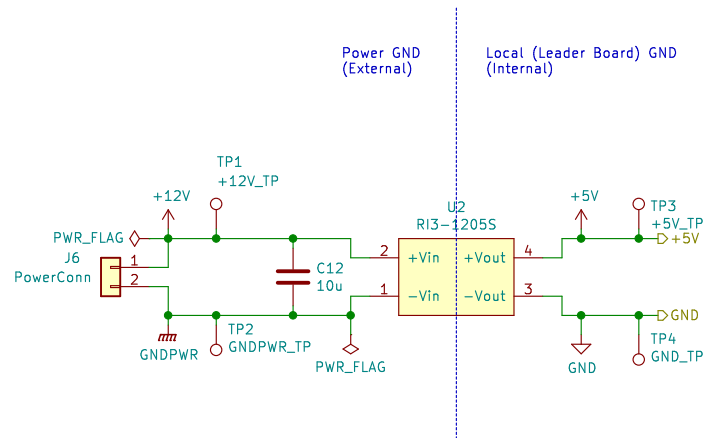 Power GND
(External)
Local (Leader Board) GND
(Internal)
TP1
+12V_TP
+12V
PWR_FLAG
J6
PowerConn
1
2
C12
10u
GNDPWR
TP2
GNDPWR_TP
PWR_FLAG
U2
RI3-1205S
2
+Vin
+Vout
4
1
-Vin
-Vout
3
+5V
TP3
+5V_TP
+5V
GND
TP4
GND_TP
GND